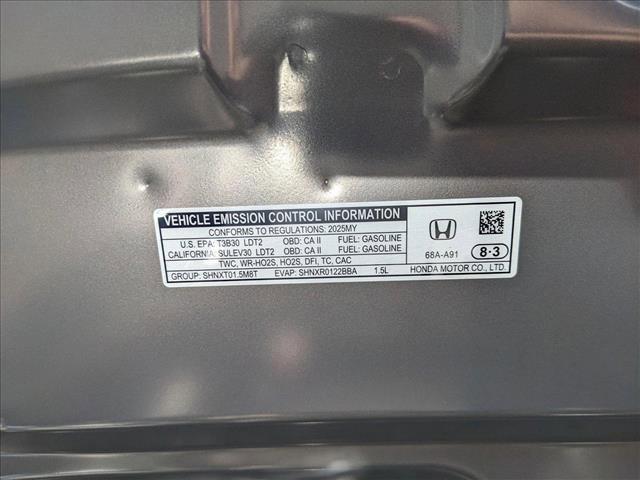 VEHICLE EMISSION CONTROL INFORMATION
CONFORMS TO REGULATIONS: 2025MY
U.S. EPA: T3B30 LDT2 OBD: CA II FUEL: GASOLINE
CALIFORNIA: SULEV30 LDT2 OBD: CA II FUEL: GASOLINE
TWC, WR-HO2S, HO2S, DFI, TC, CAC
GROUP: SHNXT01.5M8T EVAP: SHNXR0122BBA 1.5L
68A-A91
8-3
HONDA MOTOR CO., LTD.